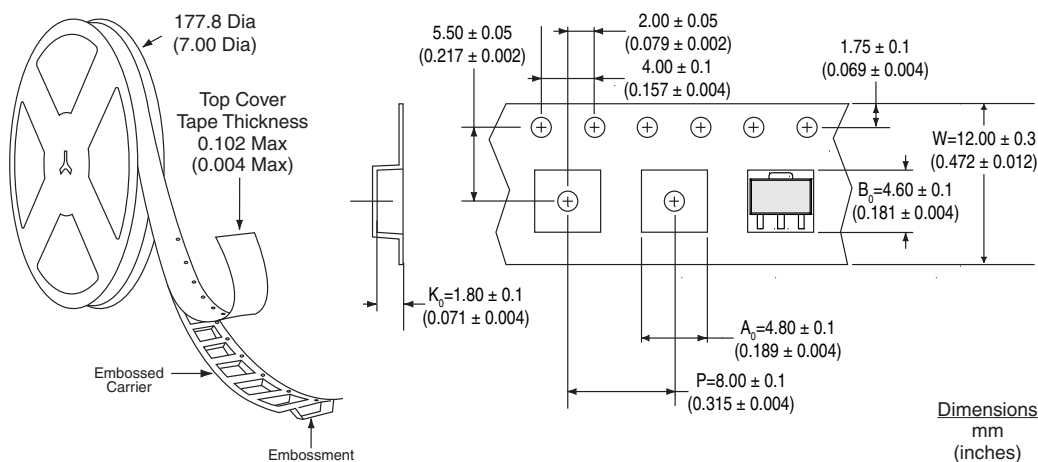 177.8 Dia
(7.00 Dia)
Top Cover
Tape Thickness
0.102 Max
(0.004 Max)
Embossed
Carrier
Embossment
5.50 ± 0.05
(0.217 ± 0.002)
2.00 ± 0.05
(0.079 ± 0.002)
4.00 ± 0.1
(0.157 ± 0.004)
1.75 ± 0.1
(0.069 ± 0.004)
W=12.00 ± 0.3
(0.472 ± 0.012)
B₀=4.60 ± 0.1
(0.181 ± 0.004)
K₀=1.80 ± 0.1
(0.071 ± 0.004)
A₀=4.80 ± 0.1
(0.189 ± 0.004)
P=8.00 ± 0.1
(0.315 ± 0.004)
Dimensions
mm
(inches)